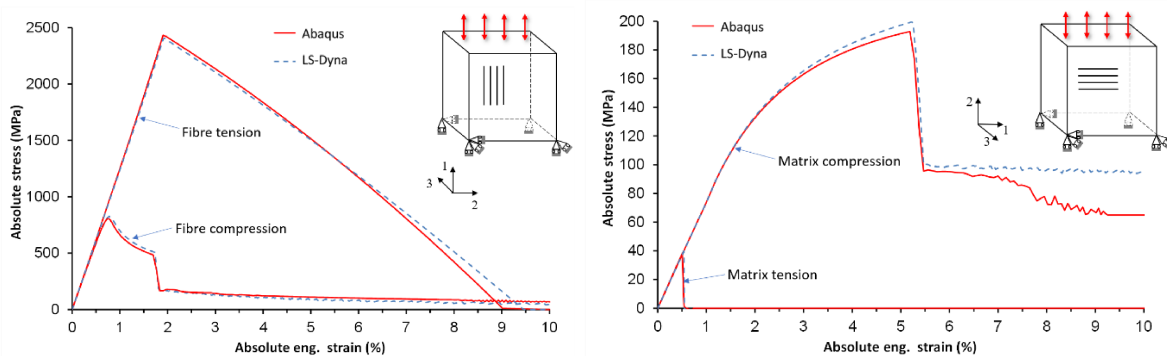 2500
2000
1500
1000
500
0
Absolute stress (MPa)
Abaqus
LS-Dyna
Fibre tension
Fibre compression
1
3
2
0 1 2 3 4 5 6 7 8 9 10
Absolute eng. strain (%)
200
180
160
140
120
100
80
60
40
20
0
Absolute stress (MPa)
Abaqus
LS-Dyna
Matrix compression
Matrix tension
2
1
3
0 1 2 3 4 5 6 7 8 9 10
Absolute eng. strain (%)